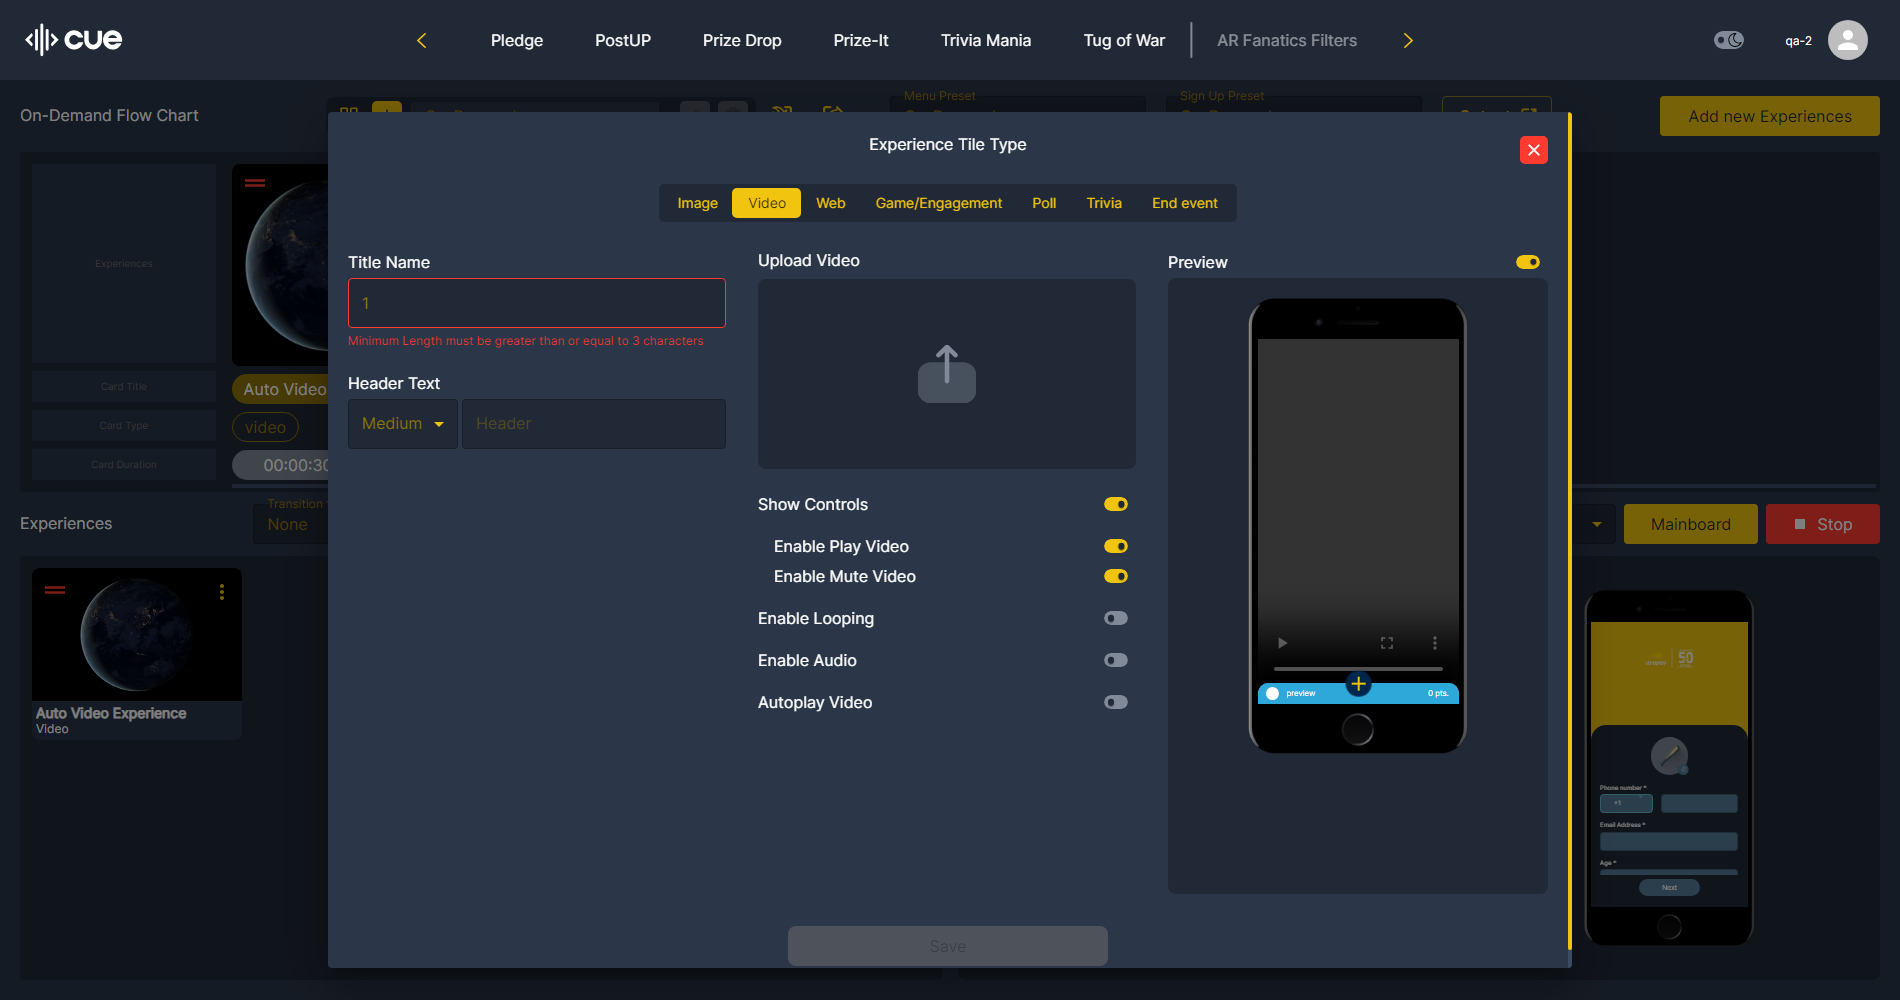 cue
Pledge
PostUP
Prize Drop
Prize-It
Trivia Mania
Tug of War
AR Fanatics Filters
qa-2
On-Demand Flow Chart
Menu Preset
Sign Up Preset
Add new Experiences
Experience Tile Type
Image
Video
Web
Game/Engagement
Poll
Trivia
End event
Title Name
1
Minimum Length must be greater than or equal to 3 characters
Header Text
Medium
Header
Upload Video
Show Controls
Enable Play Video
Enable Mute Video
Enable Looping
Enable Audio
Autoplay Video
Preview
preview
0 pts.
Save
Experiences
Card Title
Card Type
Card Duration
Auto Video
video
00:00:30
Experiences
Transition
None
Mainboard
Stop
Auto Video Experience
Video
50
Phone number *
+1
Email Address *
Age *
Next